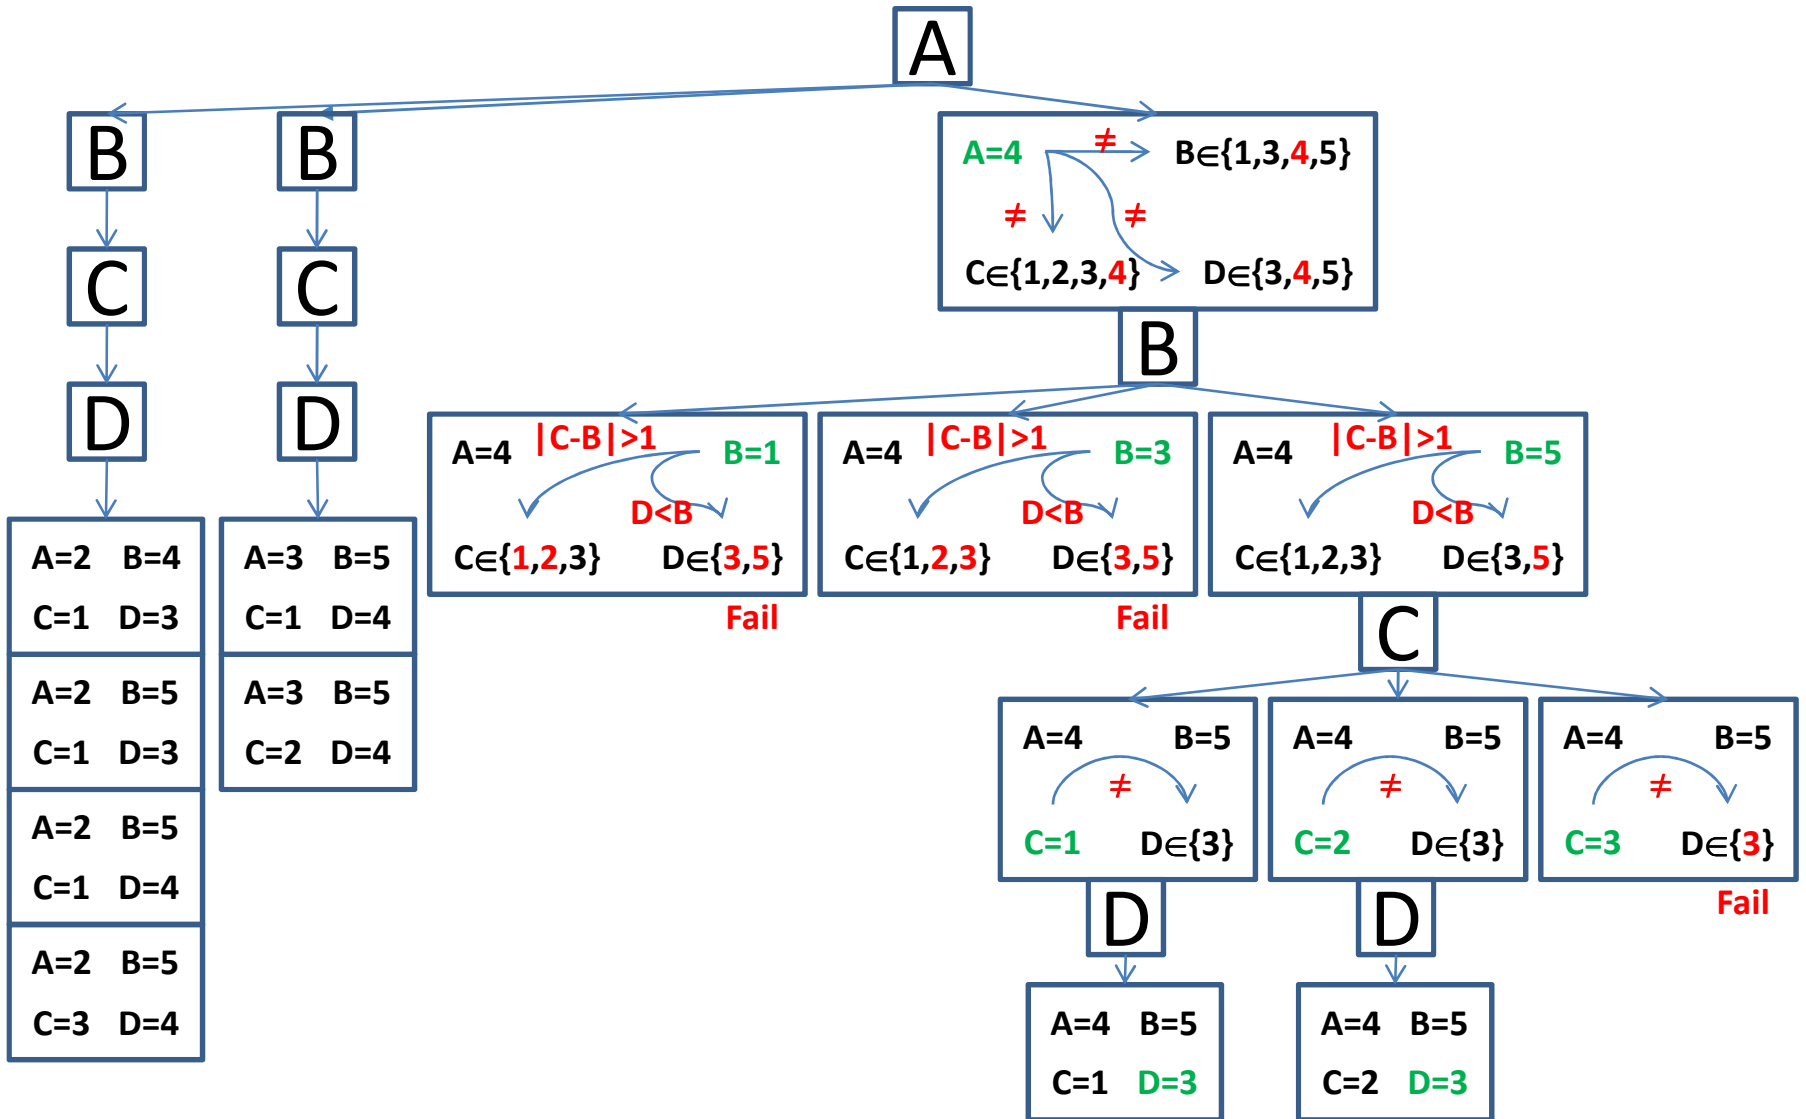 A
B
B
A=4 ≠ B∈{1,3,4,5}
≠ ≠
C∈{1,2,3,4} D∈{3,4,5}
C
C
B
D
D
A=4 |C-B|>1 B=1
D<B
C∈{1,2,3} D∈{3,5}
Fail
A=4 |C-B|>1 B=3
D<B
C∈{1,2,3} D∈{3,5}
Fail
A=4 |C-B|>1 B=5
D<B
C∈{1,2,3} D∈{3,5}
C
A=2 B=4
C=1 D=3
A=2 B=5
C=1 D=3
A=2 B=5
C=1 D=4
A=2 B=5
C=3 D=4
A=3 B=5
C=1 D=4
A=3 B=5
C=2 D=4
A=4 B=5
≠
C=1 D∈{3}
D
A=4 B=5
C=1 D=3
A=4 B=5
≠
C=2 D∈{3}
D
A=4 B=5
C=2 D=3
A=4 B=5
≠
C=3 D∈{3}
Fail